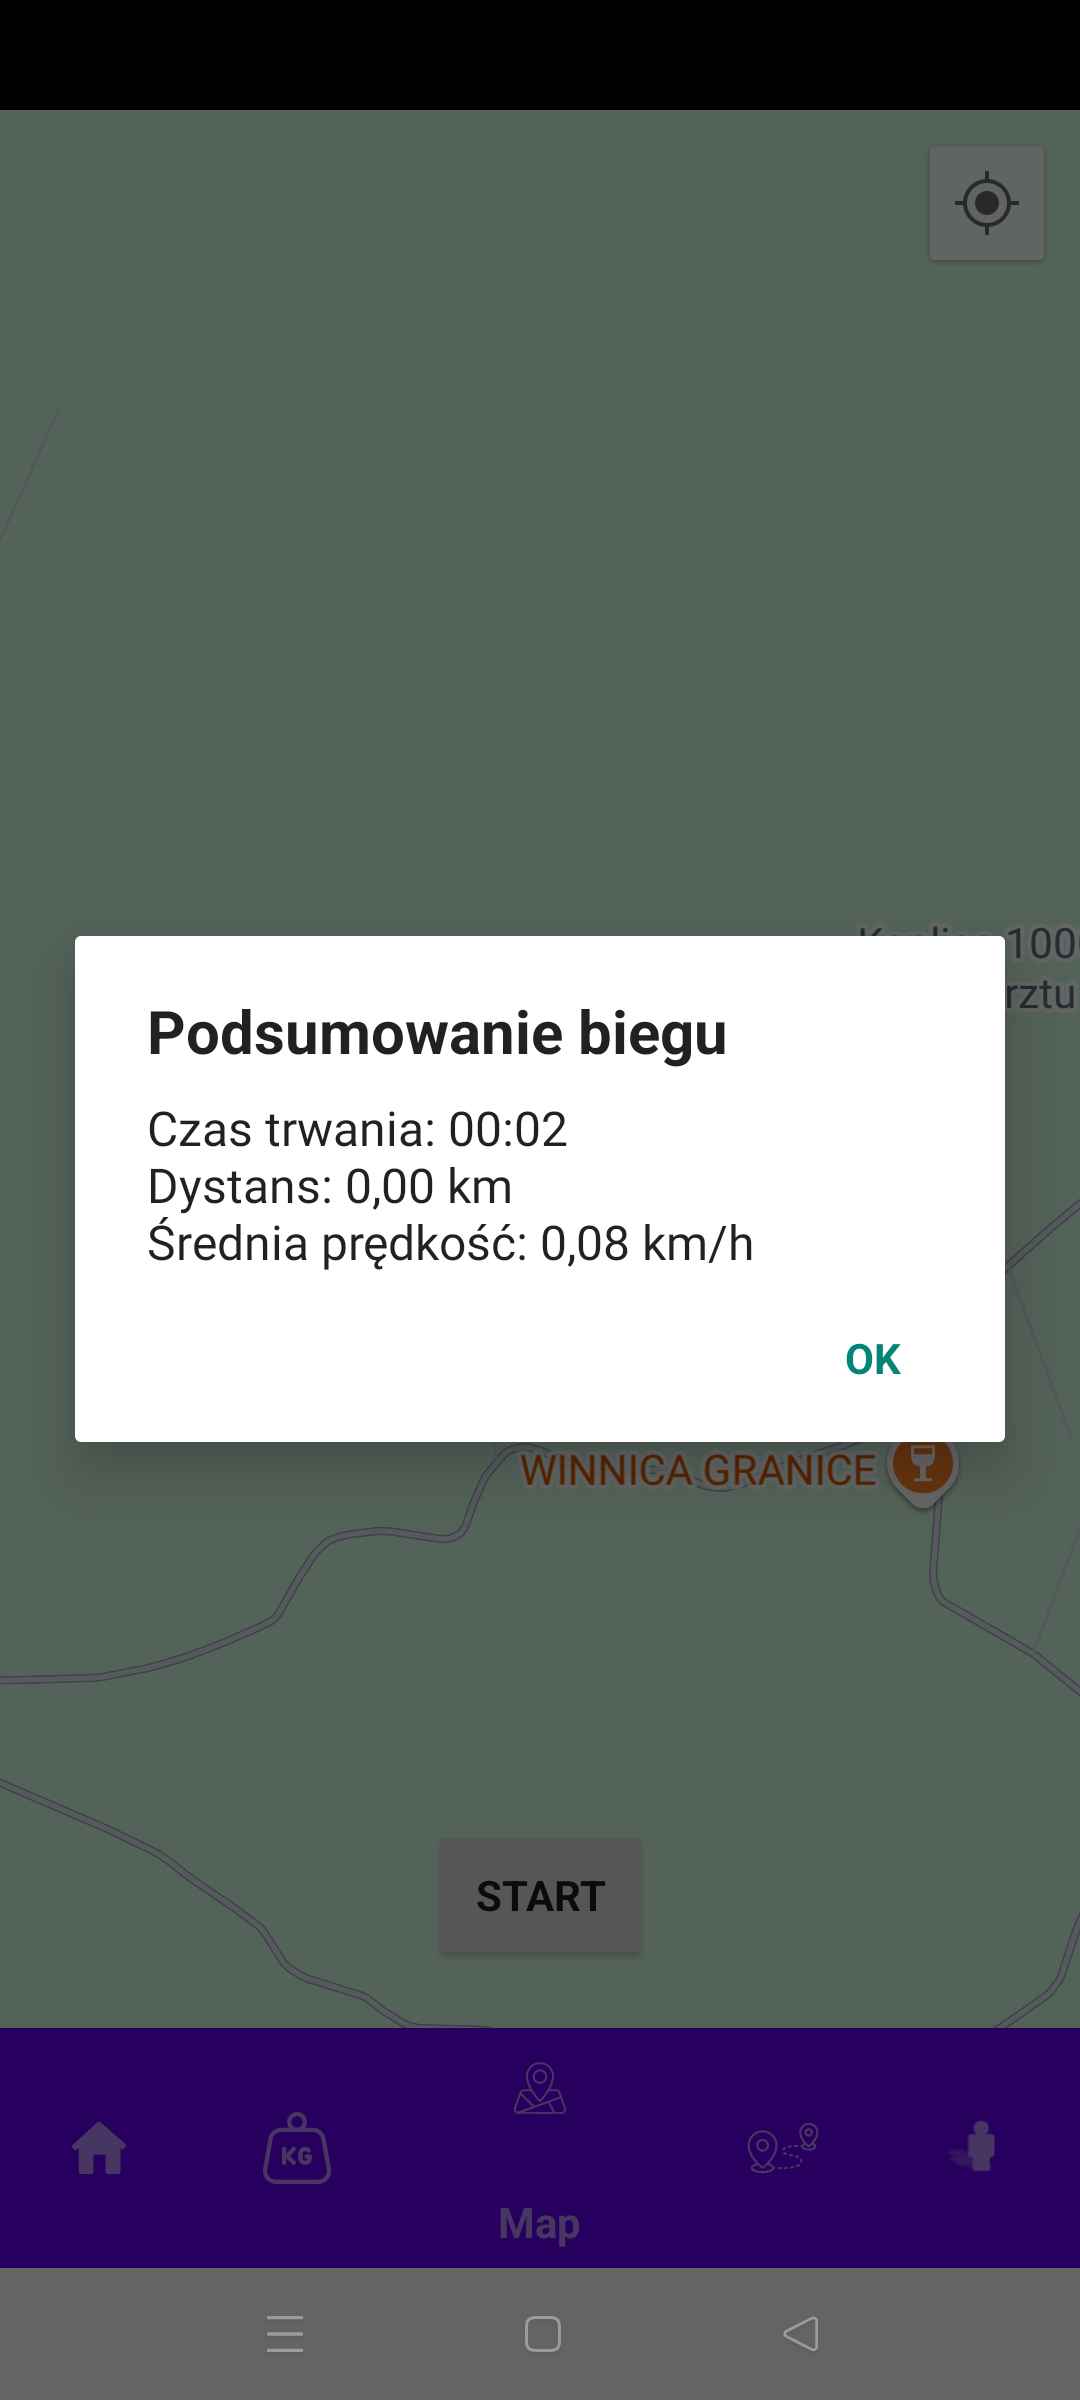 100
rztu
Podsumowanie biegu
Czas trwania: 00:02
Dystans: 0,00 km
Średnia prędkość: 0,08 km/h
OK
WINNICA GRANICE
START
KG
Map